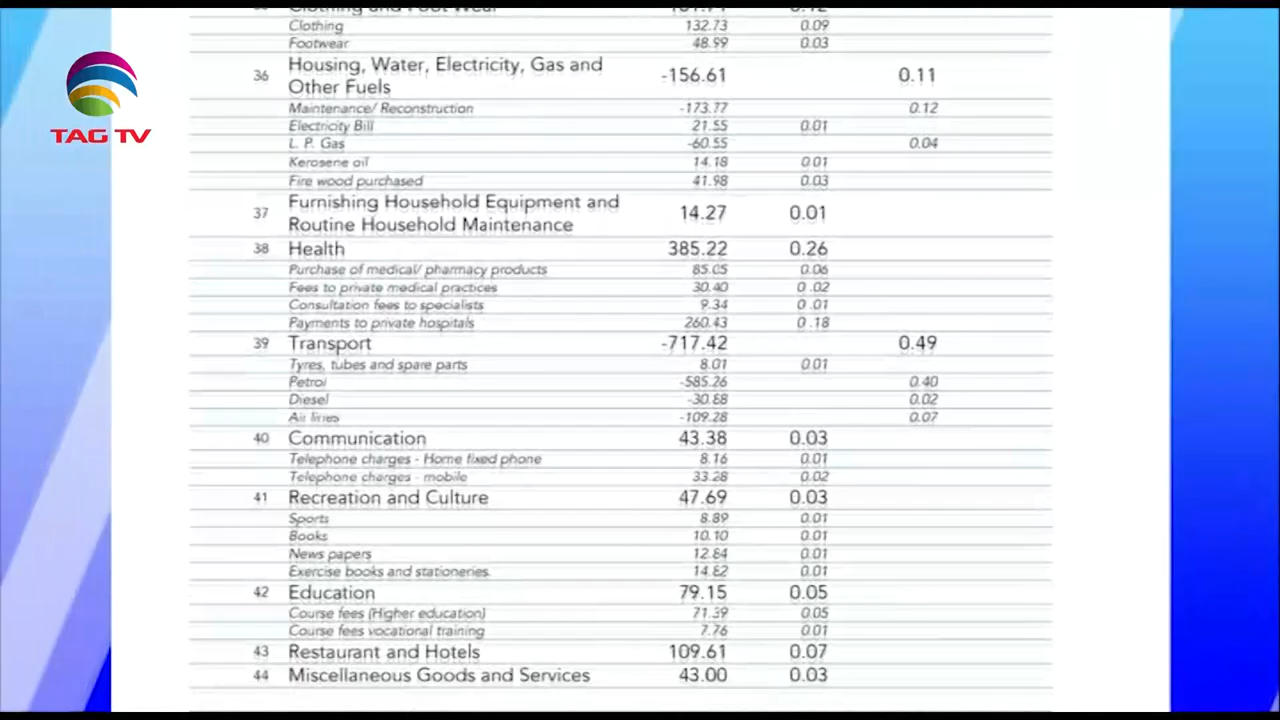 Clothing and Foot Wear
Clothing 132.73 0.09
Footwear 48.99 0.03
36 Housing, Water, Electricity, Gas and Other Fuels -156.61 0.11
Maintenance/ Reconstruction -173.77 0.12
Electricity Bill 21.55 0.01
L. P. Gas -60.55 0.04
Kerosene oil 14.18 0.01
Fire wood purchased 41.98 0.03
37 Furnishing Household Equipment and Routine Household Maintenance 14.27 0.01
38 Health 385.22 0.26
Purchase of medical/ pharmacy products 85.05 0.06
Fees to private medical practices 30.40 0 .02
Consultation fees to specialists 9.34 0 .01
Payments to private hospitals 260.43 0 .18
39 Transport -717.42 0.49
Tyres, tubes and spare parts 8.01 0.01
Petrol -585.26 0.40
Diesel -30.88 0.02
Air lines -109.28 0.07
40 Communication 43.38 0.03
Telephone charges - Home fixed phone 8.16 0.01
Telephone charges - mobile 33.28 0.02
41 Recreation and Culture 47.69 0.03
Sports 8.89 0.01
Books 10.10 0.01
News papers 12.84 0.01
Exercise books and stationeries 14.82 0.01
42 Education 79.15 0.05
Course fees (Higher education) 71.39 0.05
Course fees vocational training 7.76 0.01
43 Restaurant and Hotels 109.61 0.07
44 Miscellaneous Goods and Services 43.00 0.03
TAG TV